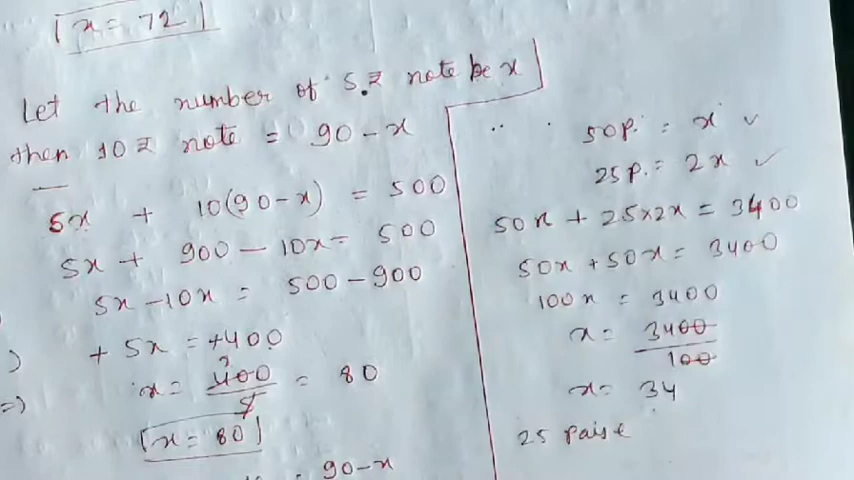 x = 72
Let the number of 5 ₹ note be x
then 10 ₹ note = 90 - x
5x + 10(90 - x) = 500
5x + 900 - 10x = 500
5x - 10x = 500 - 900
+ 5x = +400
x = 400/5 = 80
=)
x = 80
90 - x
50p. = x ✓
25p. = 2x ✓
50x + 25x2x = 3400
50x + 50x = 3400
100x = 3400
x = 3400/100
x = 34
25 paise